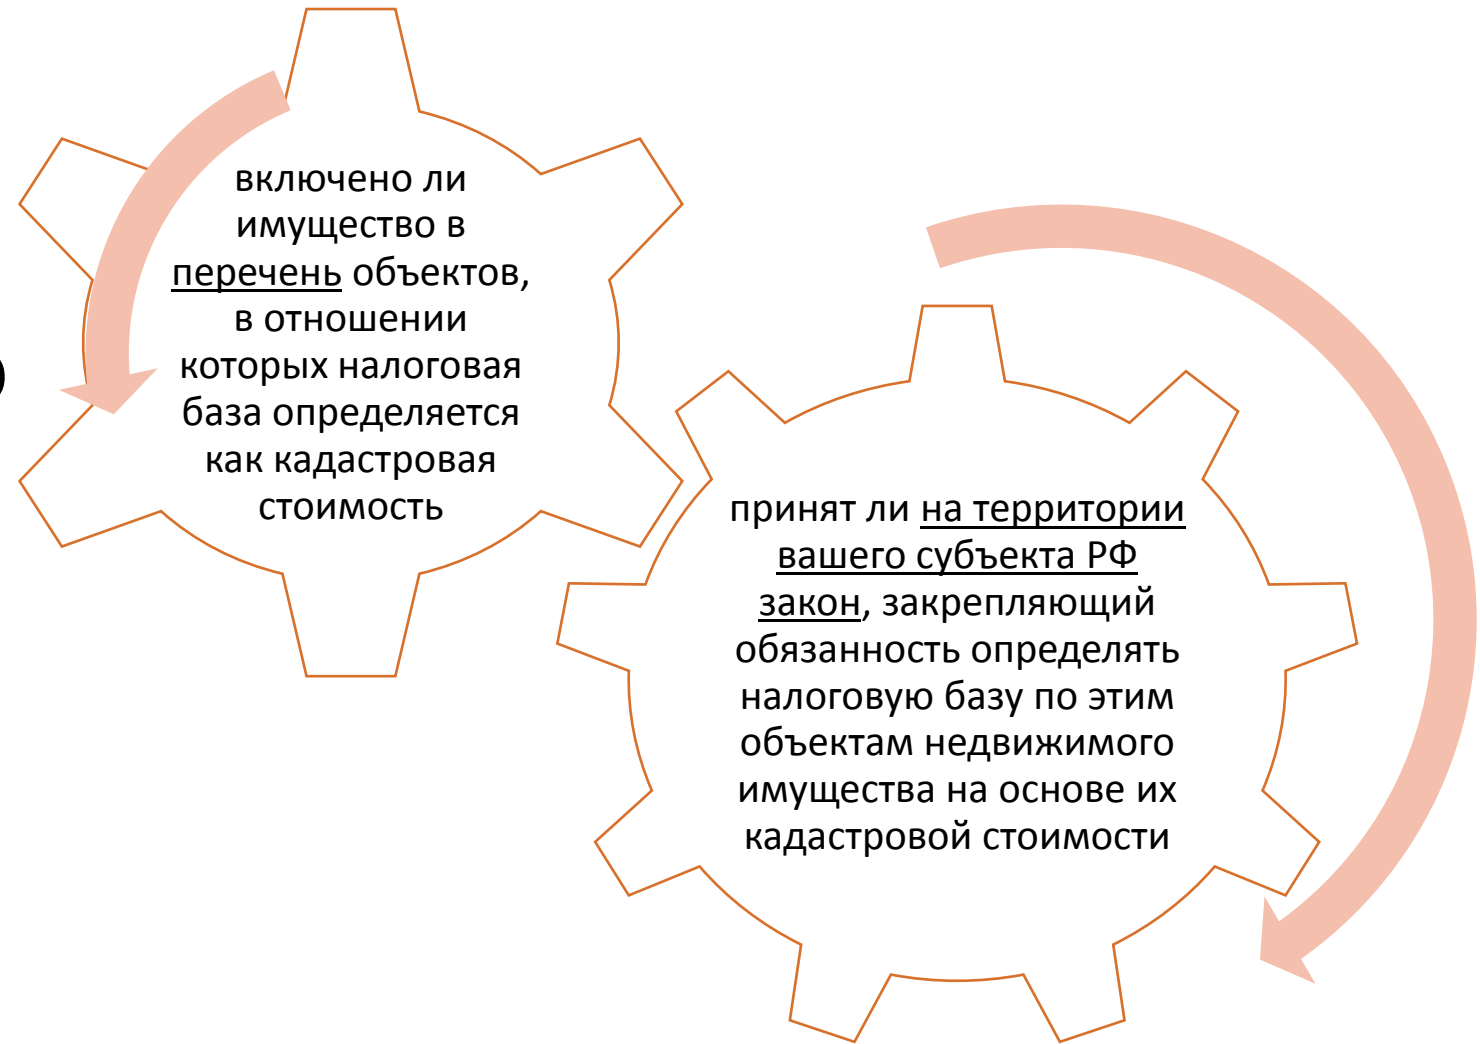 включено ли
имущество в
перечень объектов,
в отношении
которых налоговая
база определяется
как кадастровая
стоимость
принят ли на территории
вашего субъекта РФ
закон, закрепляющий
обязанность определять
налоговую базу по этим
объектам недвижимого
имущества на основе их
кадастровой стоимости